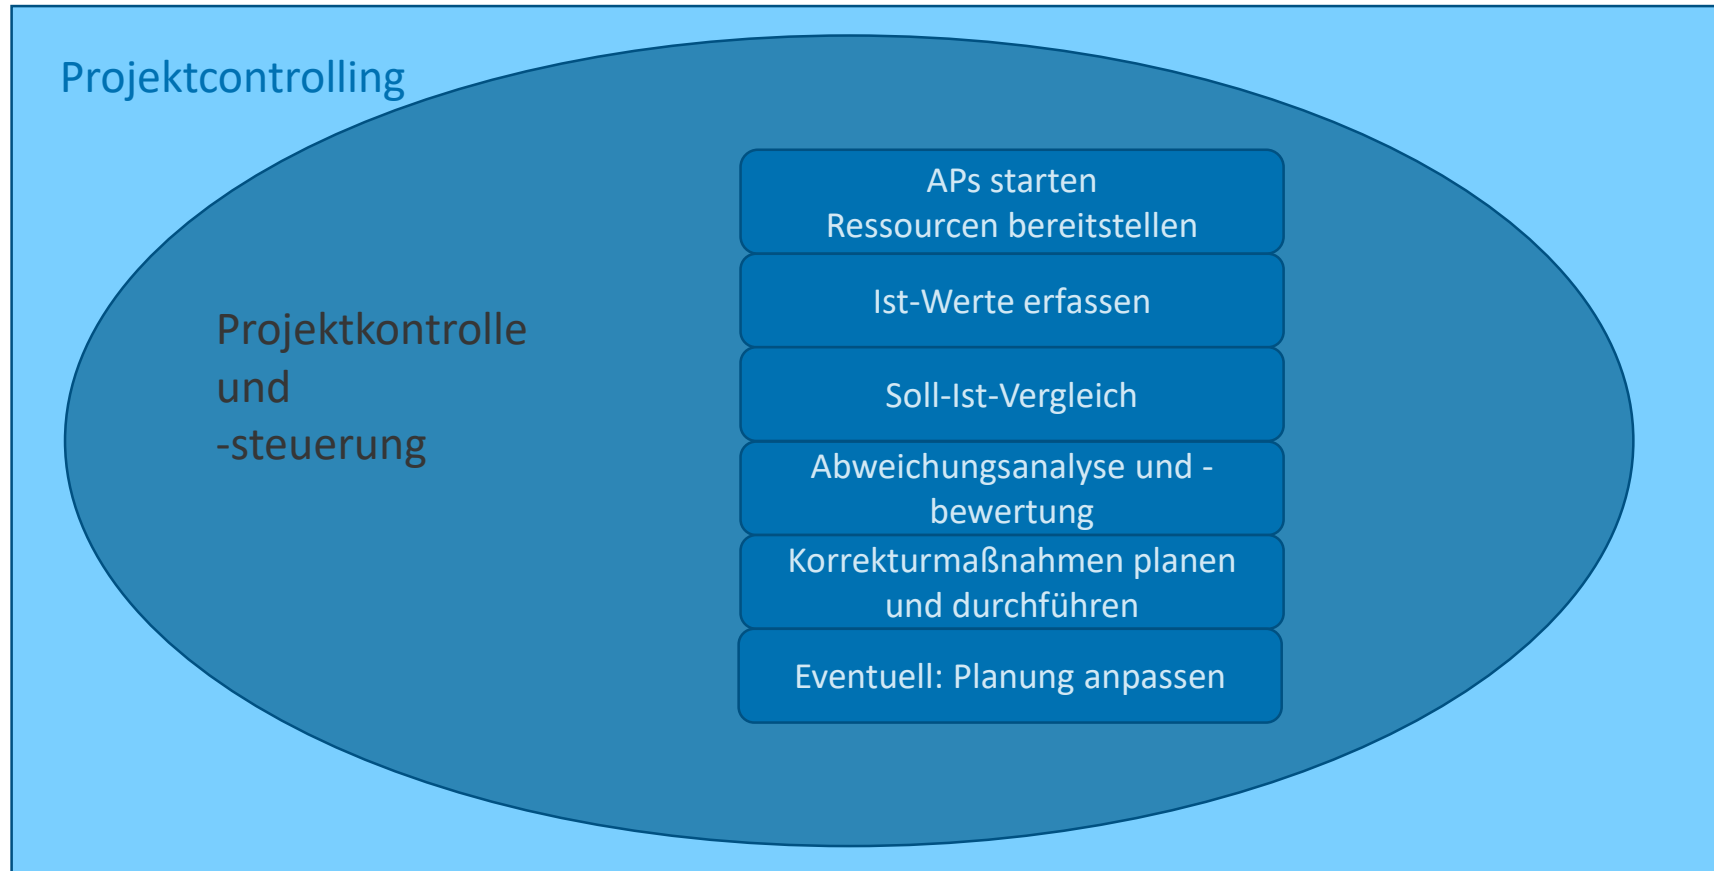 Projektcontrolling
Projektkontrolle
und
-steuerung
APs starten
Ressourcen bereitstellen
Ist-Werte erfassen
Soll-Ist-Vergleich
Abweichungsanalyse und -
bewertung
Korrekturmaßnahmen planen
und durchführen
Eventuell: Planung anpassen